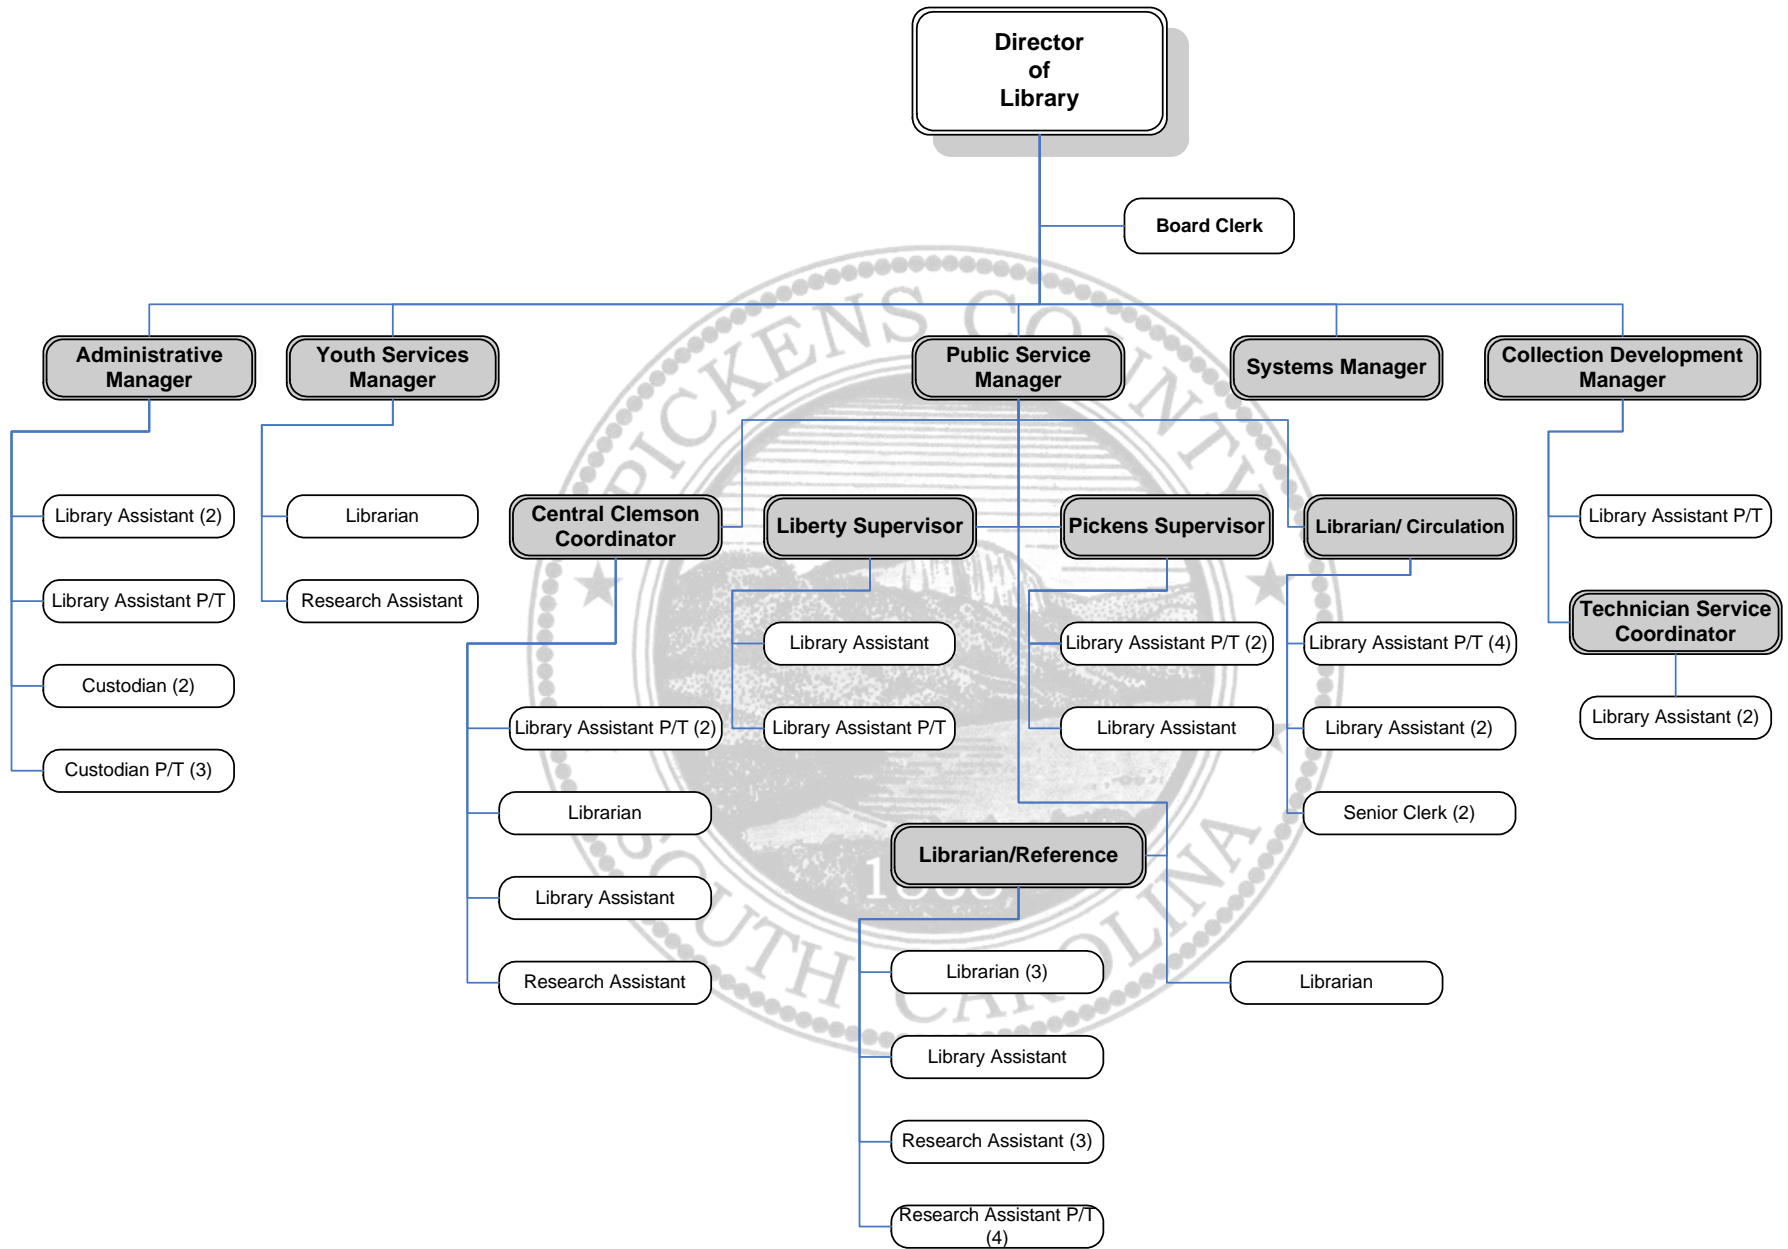 Director
of
Library
Board Clerk
Administrative
Manager
Youth Services
Manager
Public Service
Manager
Systems Manager
Collection Development
Manager
Library Assistant (2)
Library Assistant P/T
Custodian (2)
Custodian P/T (3)
Librarian
Research Assistant
Central Clemson
Coordinator
Library Assistant P/T (2)
Librarian
Library Assistant
Research Assistant
Liberty Supervisor
Library Assistant
Library Assistant P/T
Pickens Supervisor
Library Assistant P/T (2)
Library Assistant
Librarian/ Circulation
Library Assistant P/T (4)
Library Assistant (2)
Senior Clerk (2)
Librarian/Reference
Librarian (3)
Library Assistant
Research Assistant (3)
Research Assistant P/T
(4)
Librarian
Library Assistant P/T
Technician Service
Coordinator
Library Assistant (2)
PICKENS COUNTY
SOUTH CAROLINA